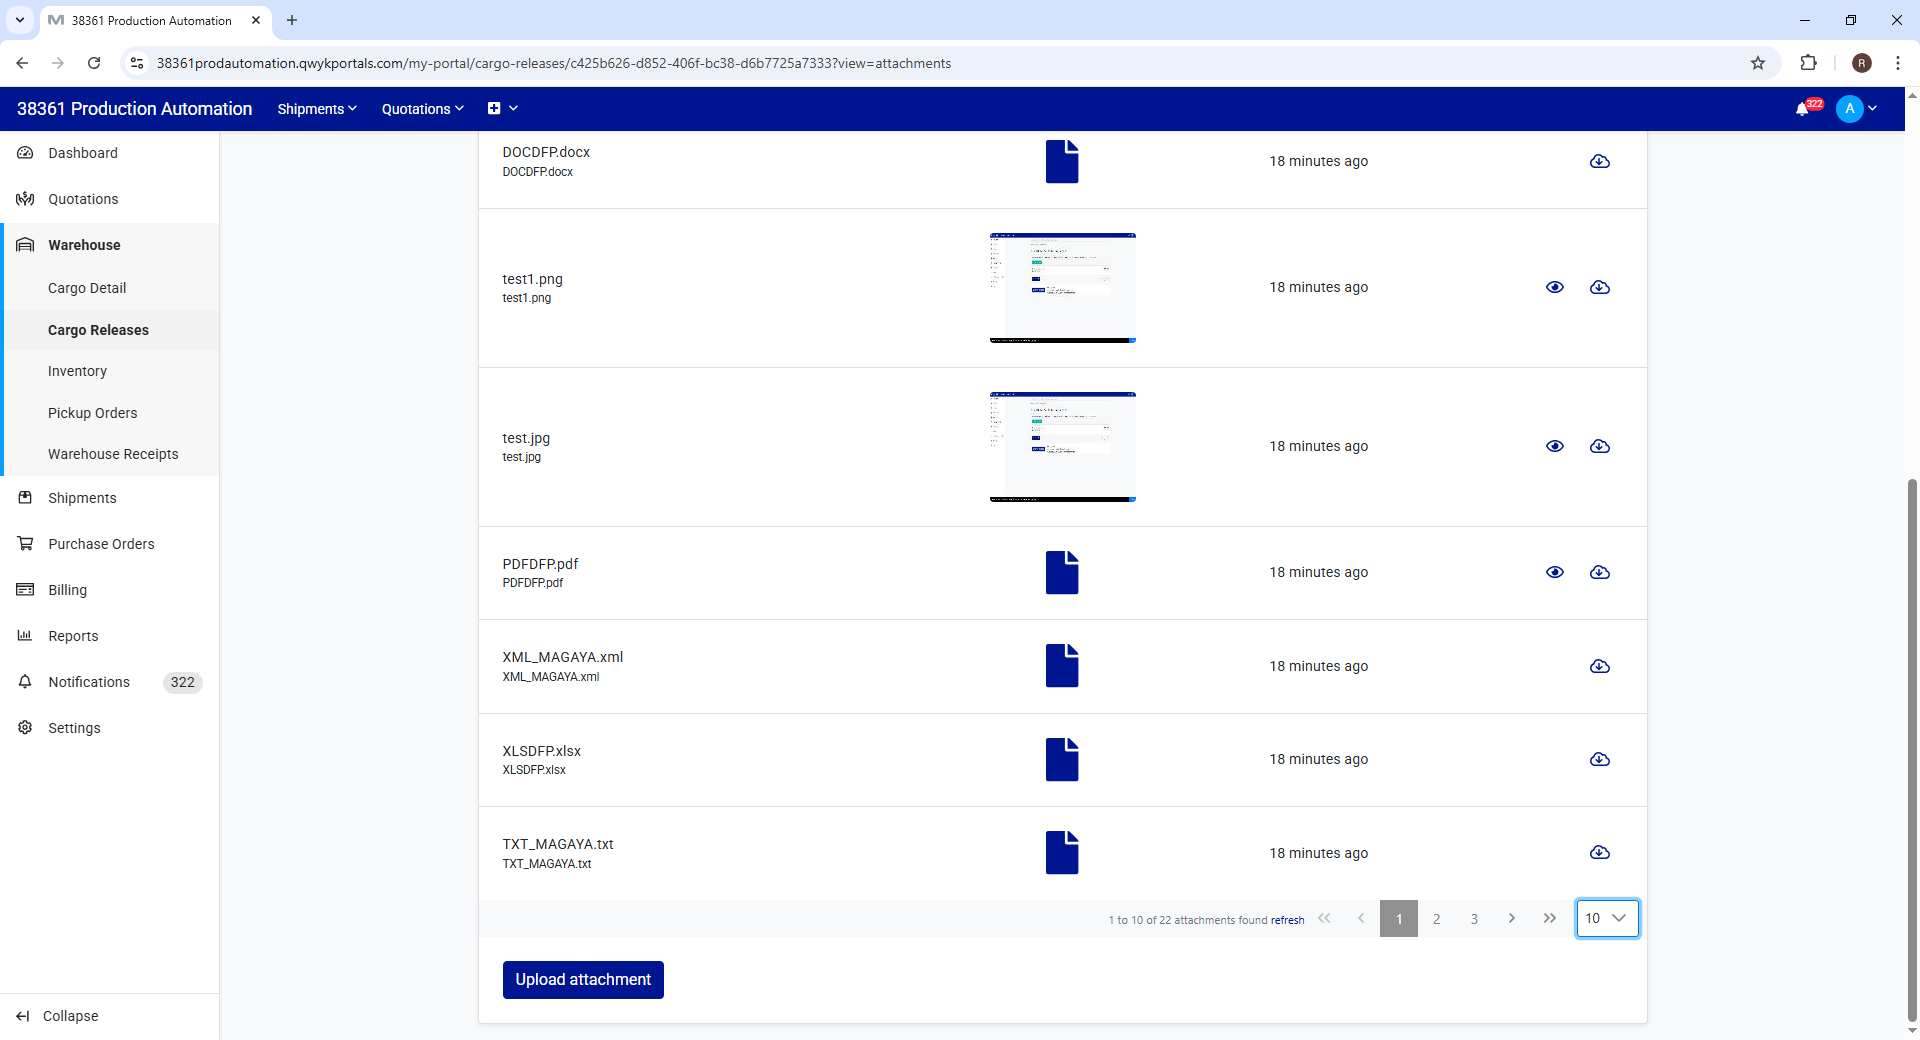 38361 Production Automation
38361prodautomation.qwykportals.com/my-portal/cargo-releases/c425b626-d852-406f-bc38-d6b7725a7333?view=attachments
R
38361 Production Automation
Shipments
Quotations
322
A
Dashboard
Quotations
Warehouse
Cargo Detail
Cargo Releases
Inventory
Pickup Orders
Warehouse Receipts
Shipments
Purchase Orders
Billing
Reports
Notifications 322
Settings
Collapse
DOCDFP.docx
DOCDFP.docx
18 minutes ago
test1.png
test1.png
18 minutes ago
test.jpg
test.jpg
18 minutes ago
PDFDFP.pdf
PDFDFP.pdf
18 minutes ago
XML_MAGAYA.xml
XML_MAGAYA.xml
18 minutes ago
XLSDFP.xlsx
XLSDFP.xlsx
18 minutes ago
TXT_MAGAYA.txt
TXT_MAGAYA.txt
18 minutes ago
1 to 10 of 22 attachments found refresh 1 2 3 10
Upload attachment